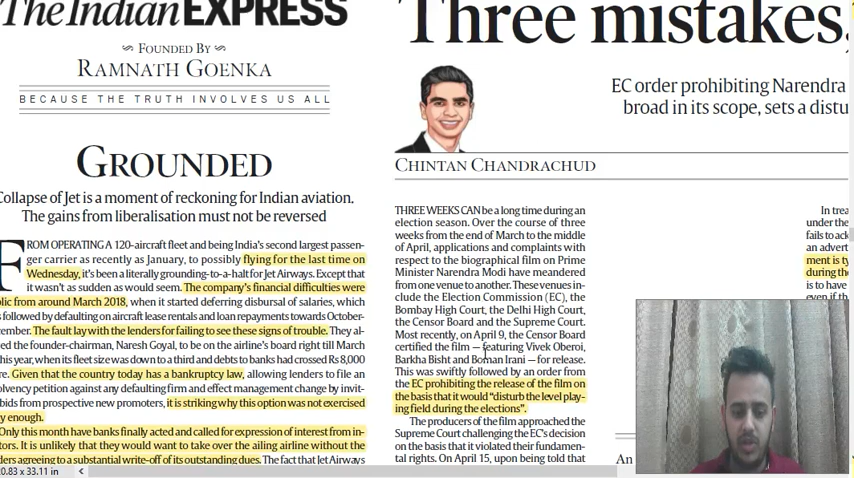 The Indian EXPRESS
FOUNDED BY
RAMNATH GOENKA
BECAUSE THE TRUTH INVOLVES US ALL
GROUNDED
Collapse of Jet is a moment of reckoning for Indian aviation.
The gains from liberalisation must not be reversed
FROM OPERATING A 120-aircraft fleet and being India's second largest passen-
ger carrier as recently as January, to possibly flying for the last time on
Wednesday, it's been a literally grounding-to-a-halt for Jet Airways. Except that
it wasn't as sudden as would seem. The company's financial difficulties were
blic from around March 2018, when it started deferring disbursal of salaries, which
s followed by defaulting on aircraft lease rentals and loan repayments towards October-
cember. The fault lay with the lenders for failing to see these signs of trouble. They al-
ed the founder-chairman, Naresh Goyal, to be on the airline's board right till March
his year, when its fleet size was down to a third and debts to banks had crossed Rs 8,000
re. Given that the country today has a bankruptcy law, allowing lenders to file an
olvency petition against any defaulting firm and effect management change by invit-
bids from prospective new promoters, it is striking why this option was not exercised
y enough.
Only this month have banks finally acted and called for expression of interest from in-
tors. It is unlikely that they would want to take over the ailing airline without the
ders agreeing to a substantial write-off of its outstanding dues. The fact that Jet Airways
20.83 x 33.11 in
Three mistakes,
EC order prohibiting Narendra
broad in its scope, sets a distu
CHINTAN CHANDRACHUD
THREE WEEKS CAN be a long time during an
election season. Over the course of three
weeks from the end of March to the middle
of April, applications and complaints with
respect to the biographical film on Prime
Minister Narendra Modi have meandered
from one venue to another. These venues in-
clude the Election Commission (EC), the
Bombay High Court, the Delhi High Court,
the Censor Board and the Supreme Court.
Most recently, on April 9, the Censor Board
certified the film — featuring Vivek Oberoi,
Barkha Bisht and Boman Irani — for release.
This was swiftly followed by an order from
the EC prohibiting the release of the film on
the basis that it would "disturb the level play-
ing field during the elections".
The producers of the film approached the
Supreme Court challenging the EC's decision
on the basis that it violated their fundamen-
tal rights. On April 15, upon being told that
In trea
under the
fails to ack
an advert
ment is ty
during the
is to have
even if th
An